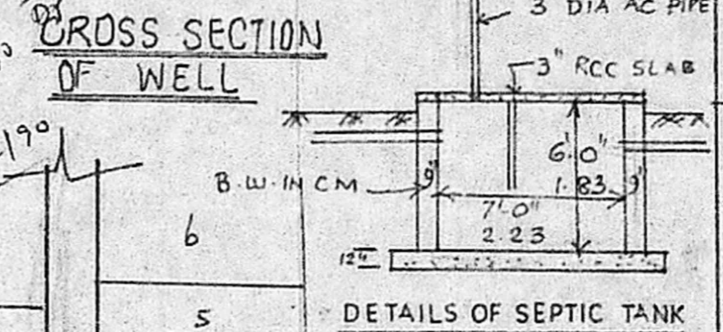 CROSS SECTION
OF WELL
3 DIA AC PIPE
3" RCC SLAB
190
B.W. IN CM
9"
6'.0"
1.83
9"
7'.0"
2.23
12"
6
5
DETAILS OF SEPTIC TANK